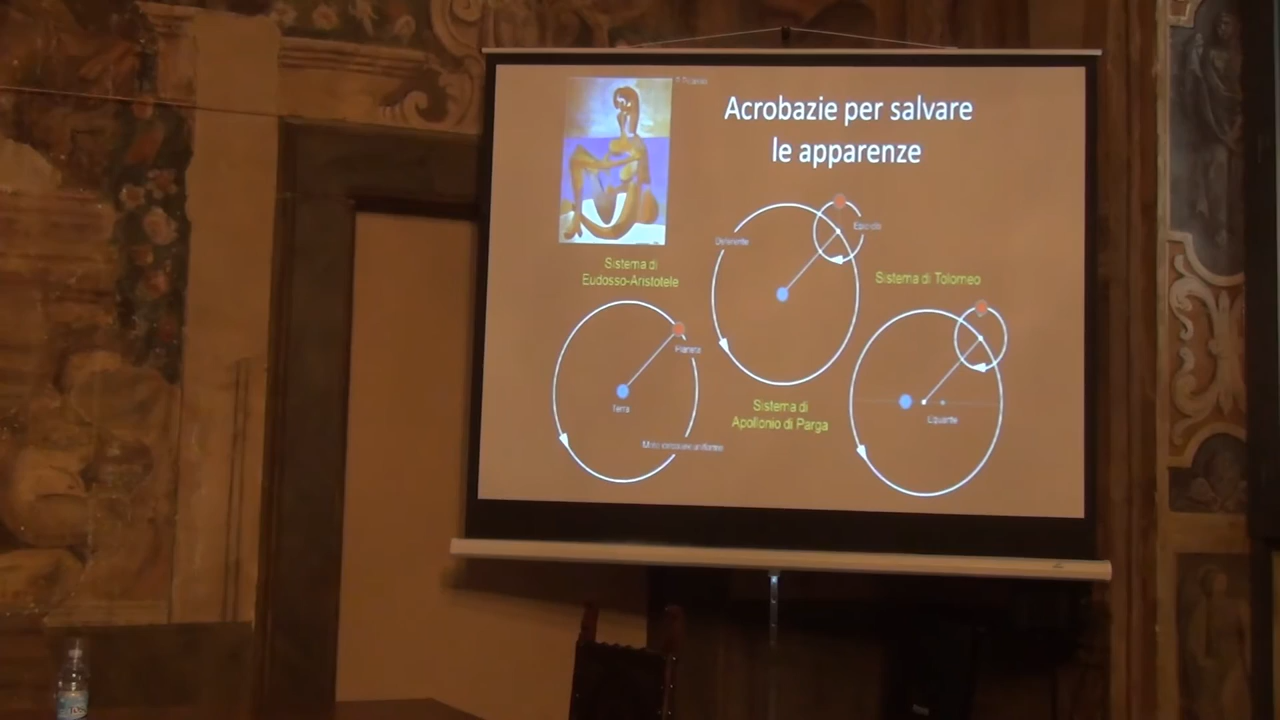 Acrobazie per salvare
le apparenze
Deferente
Epiciclo
Sistema di
Eudosso-Aristotele
Sistema di Tolomeo
Pianeta
Terra
Sistema di
Apollonio di Parga
Equante